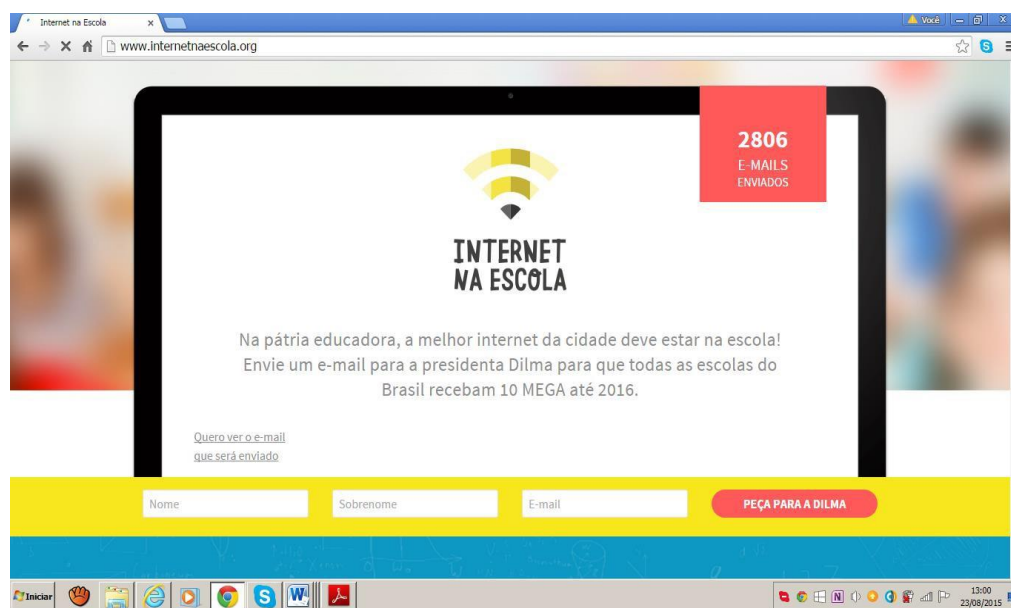 Internet na Escola
Você
www.internetnaescola.org
2806
E-MAILS
ENVIADOS
INTERNET
NA ESCOLA
Na pátria educadora, a melhor internet da cidade deve estar na escola!
Envie um e-mail para a presidenta Dilma para que todas as escolas do
Brasil recebam 10 MEGA até 2016.
Quero ver o e-mail
que será enviado
Nome
Sobrenome
E-mail
PEÇA PARA A DILMA
Iniciar
13:00
23/08/2015